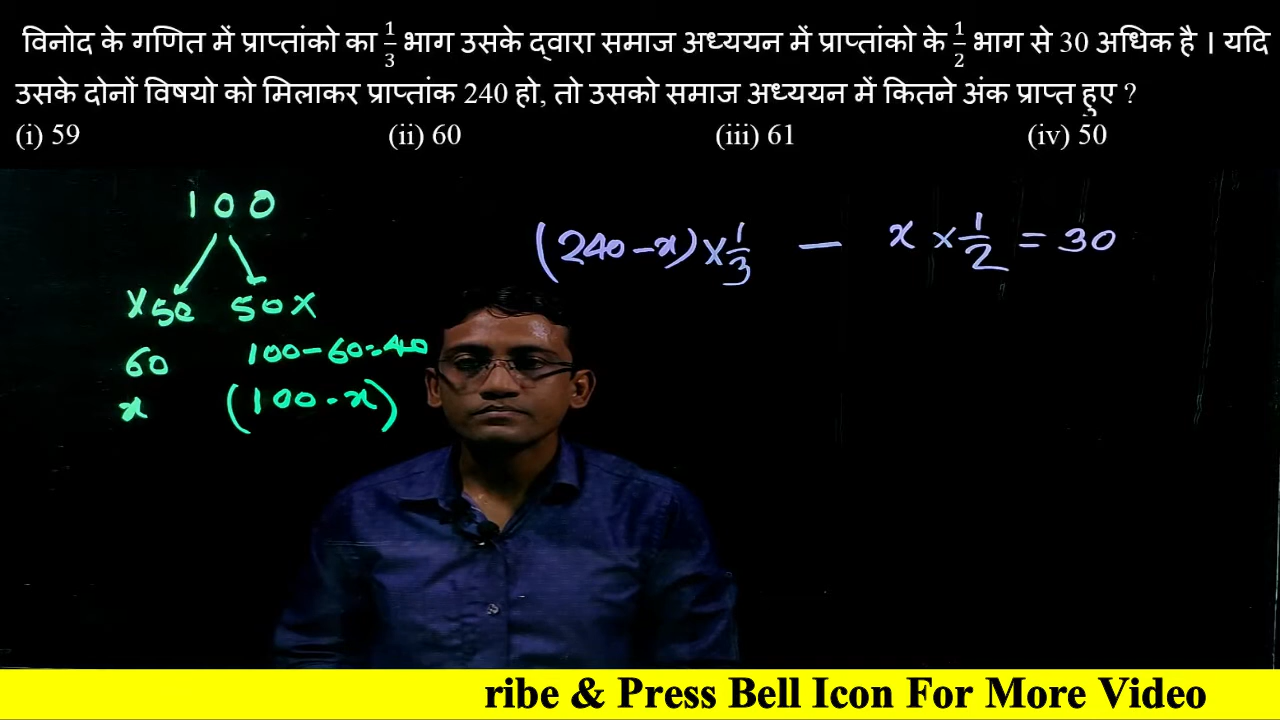 विनोद के गणित में प्राप्तांको का 1/3 भाग उसके द्वारा समाज अध्ययन में प्राप्तांको के 1/2 भाग से 30 अधिक है । यदि
उसके दोनों विषयो को मिलाकर प्राप्तांक 240 हो, तो उसको समाज अध्ययन में कितने अंक प्राप्त हुए ?
(i) 59 (ii) 60 (iii) 61 (iv) 50
100
(240-x)×1/3 — x×1/2 = 30
x50 50x
60 100-60=40
x (100-x)
ribe & Press Bell Icon For More Video